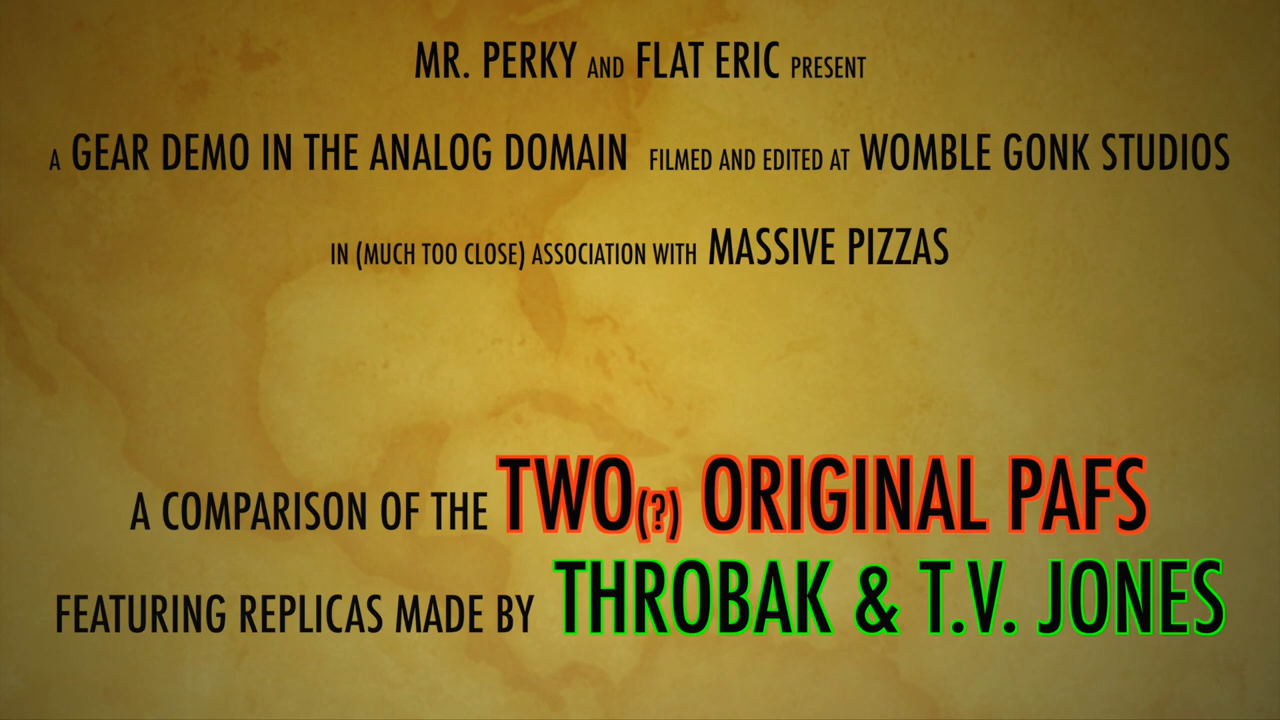 MR. PERKY AND FLAT ERIC PRESENT
A GEAR DEMO IN THE ANALOG DOMAIN FILMED AND EDITED AT WOMBLE GONK STUDIOS
IN (MUCH TOO CLOSE) ASSOCIATION WITH MASSIVE PIZZAS
A COMPARISON OF THE TWO(?) ORIGINAL PAFS
FEATURING REPLICAS MADE BY THROBAK & T.V. JONES